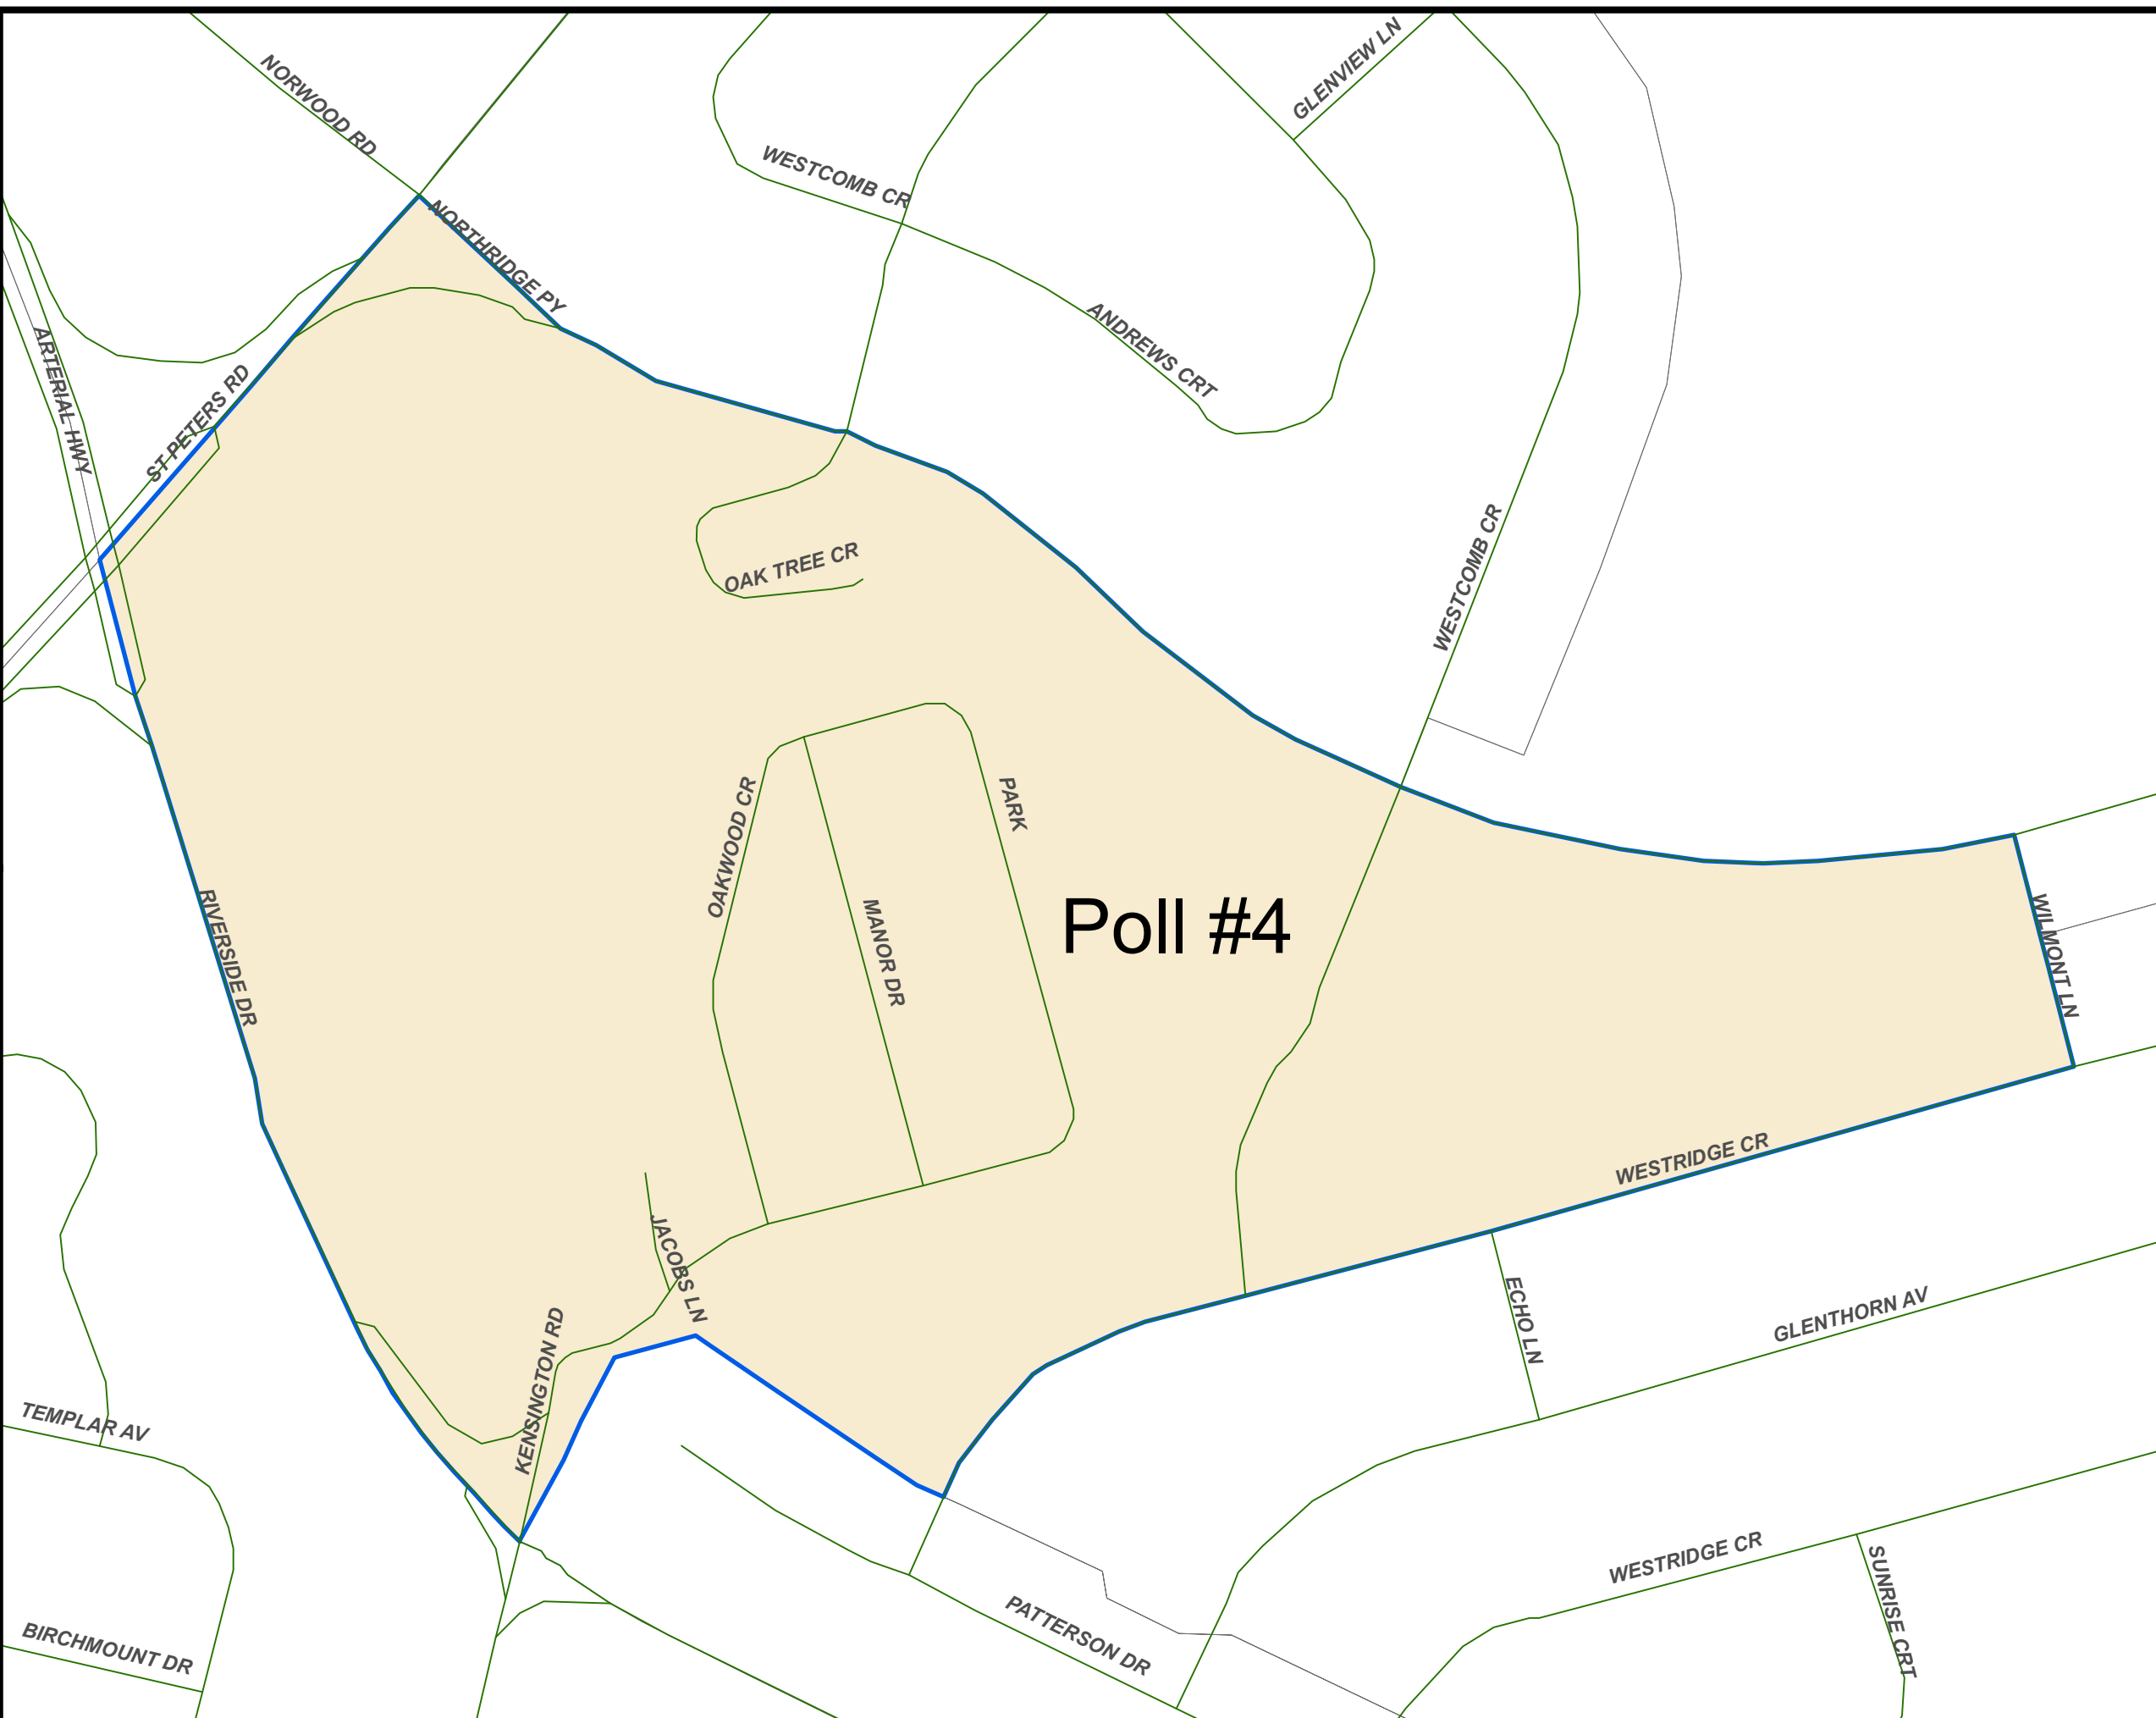 NORWOOD RD
GLENVIEW LN
WESTCOMB CR
NORTHRIDGE PY
ANDREWS CRT
ARTERIAL HWY
ST PETERS RD
OAK TREE CR
WESTCOMB CR
OAKWOOD CR
PARK
MANOR DR
Poll #4
WILMONT LN
RIVERSIDE DR
WESTRIDGE CR
JACOBS LN
ECHO LN
GLENTHORN AV
KENSINGTON RD
TEMPLAR AV
WESTRIDGE CR
SUNRISE CRT
PATTERSON DR
BIRCHMOUNT DR